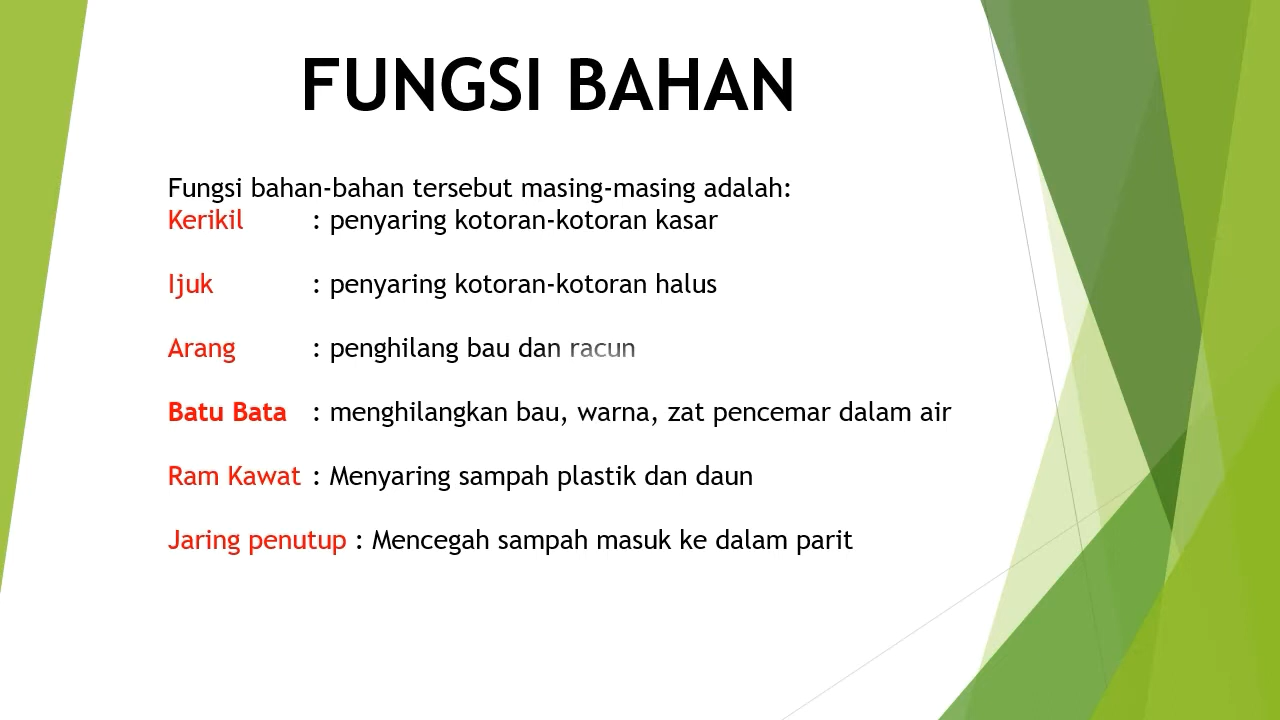 FUNGSI BAHAN
Fungsi bahan-bahan tersebut masing-masing adalah:
Kerikil : penyaring kotoran-kotoran kasar
Ijuk : penyaring kotoran-kotoran halus
Arang : penghilang bau dan racun
Batu Bata : menghilangkan bau, warna, zat pencemar dalam air
Ram Kawat : Menyaring sampah plastik dan daun
Jaring penutup : Mencegah sampah masuk ke dalam parit